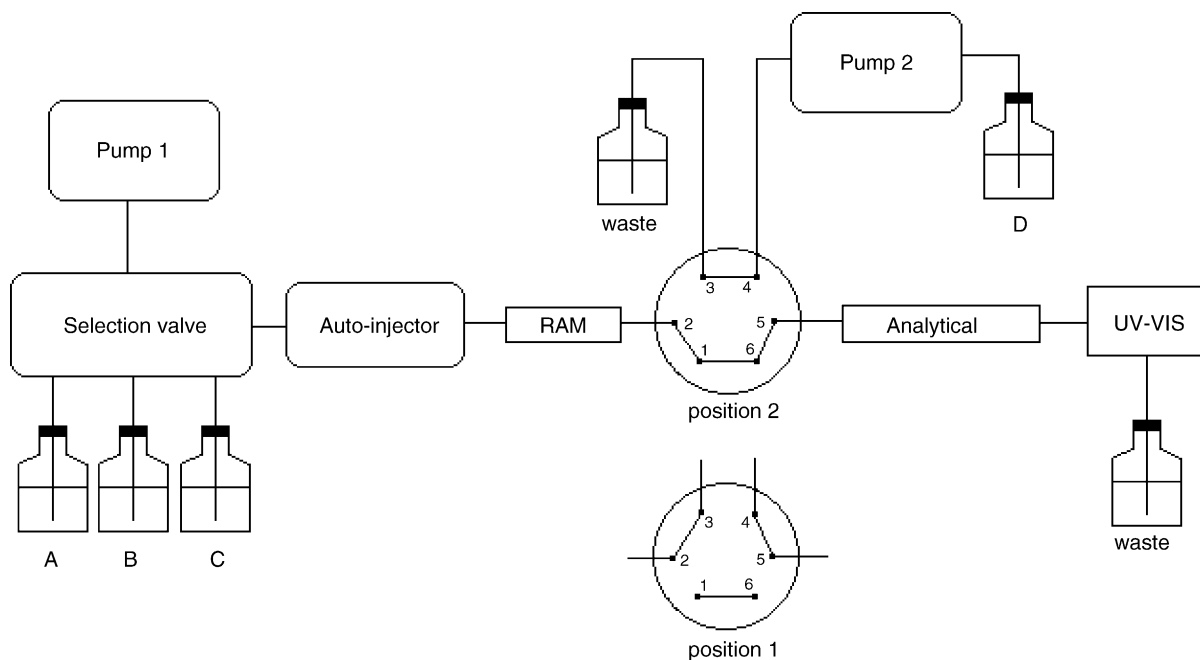 Pump 2
Pump 1
waste
D
3 4
Selection valve
Auto-injector
RAM
2
5
Analytical
UV-VIS
1 6
position 2
A
B
C
3
4
2
5
1 6
waste
position 1